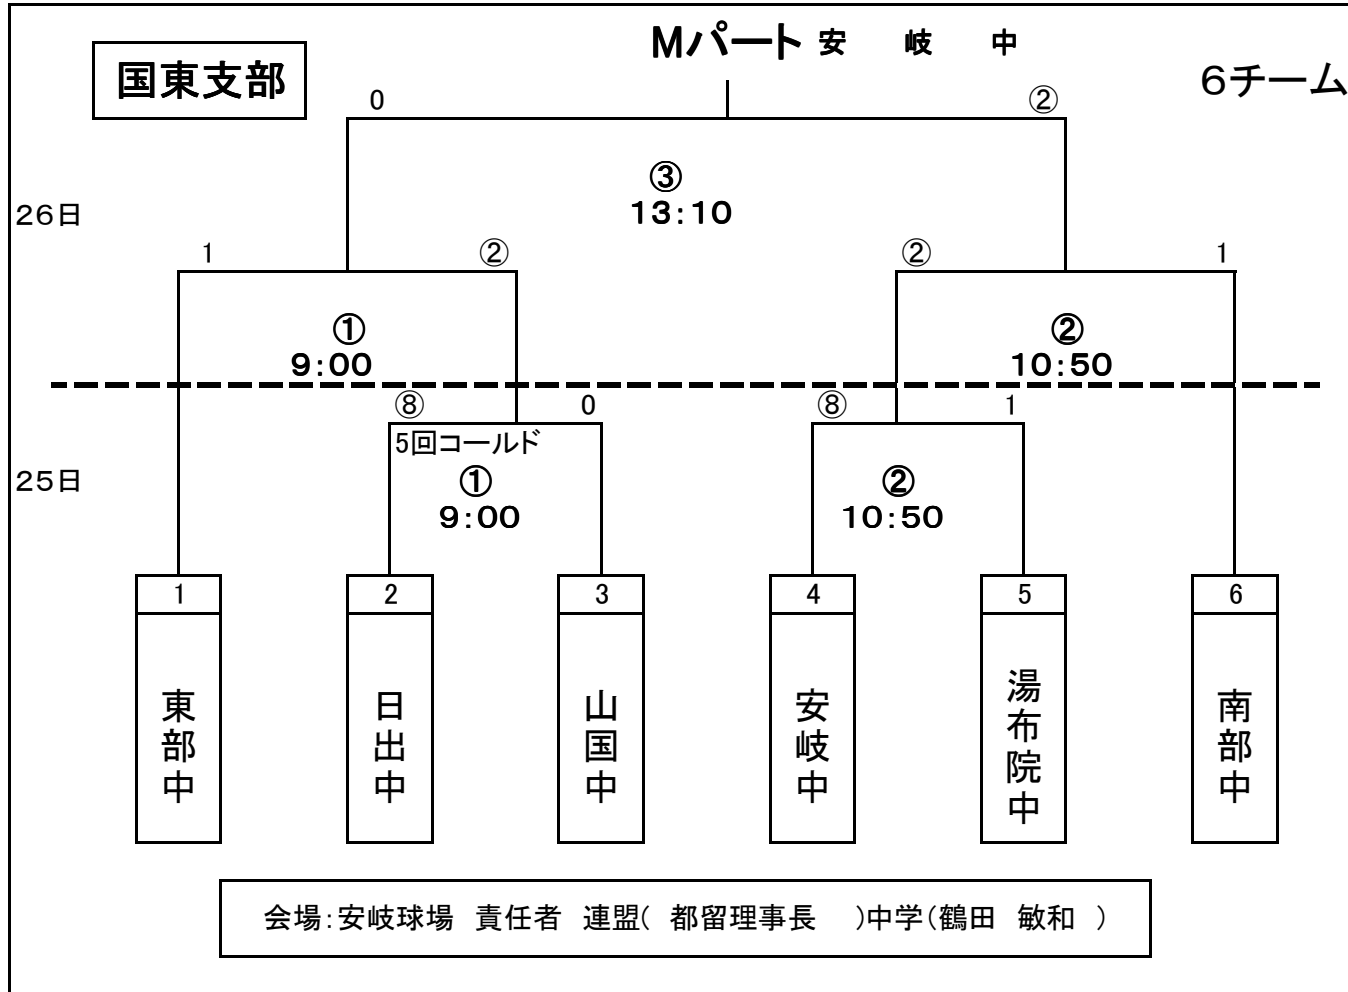 Mパート 安 岐 中
国東支部
6チーム
0 ②
③
13:10
26日
1 ② ② 1
① ②
9:00 10:50
⑧ 0 ⑧ 1
5回コールド
25日
① ②
9:00 10:50
1 2 3 4 5 6
東部中
日出中
山国中
安岐中
湯布院中
南部中
会場:安岐球場 責任者 連盟( 都留理事長 )中学(鶴田 敏和 )